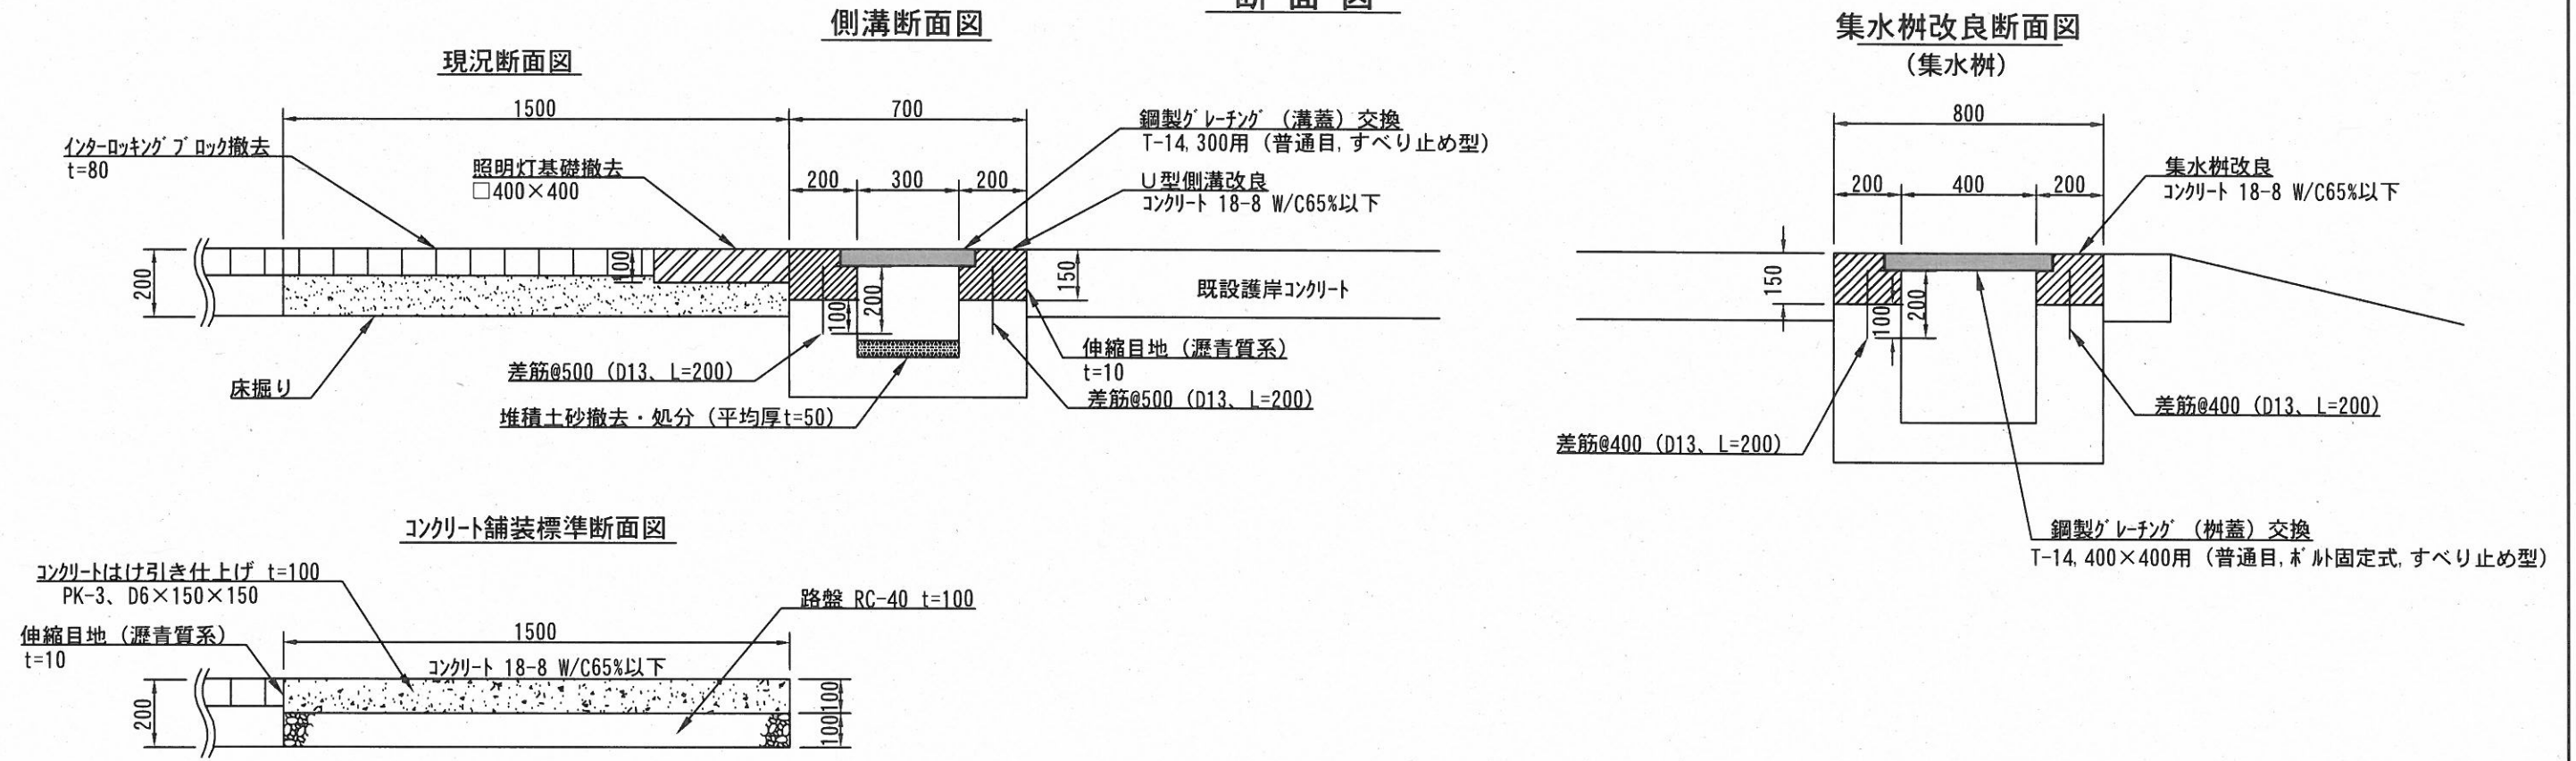 断面図
側溝断面図
現況断面図
1500
700
インターロッキングブロック撤去
t=80
照明灯基礎撤去
□400×400
鋼製グレーチング（溝蓋）交換
T-14,300用（普通目,すべり止め型）
200
300
200
U型側溝改良
コンクリート 18-8 W/C65%以下
200
100
150
100
200
既設護岸コンクリート
伸縮目地（瀝青質系）
t=10
差筋@500（D13、L=200）
差筋@500（D13、L=200）
床掘り
堆積土砂撤去・処分（平均厚t=50）
集水桝改良断面図
（集水桝）
800
200
400
200
集水桝改良
コンクリート 18-8 W/C65%以下
150
100
200
差筋@400（D13、L=200）
差筋@400（D13、L=200）
鋼製グレーチング（桝蓋）交換
T-14,400×400用（普通目,ボルト固定式,すべり止め型）
コンクリート舗装標準断面図
コンクリートはけ引き仕上げ t=100
PK-3、D6×150×150
路盤 RC-40 t=100
伸縮目地（瀝青質系）
t=10
1500
コンクリート 18-8 W/C65%以下
200
100
100